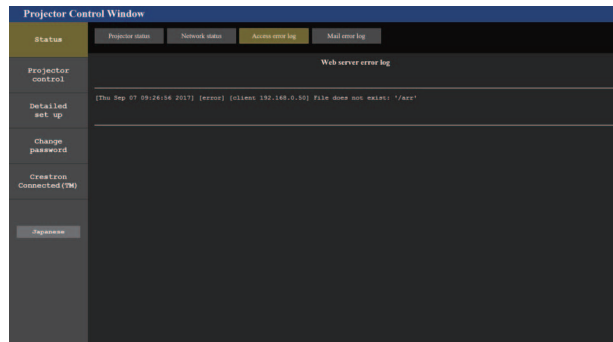 Projector Control Window
Status
Projector status
Network status
Access error log
Mail error log
Web server error log
[Thu Sep 07 09:26:56 2017] [error] [client 192.168.0.50] File does not exist: '/arr'
Projector
control
Detailed
set up
Change
password
Crestron
Connected(TM)
Japanese